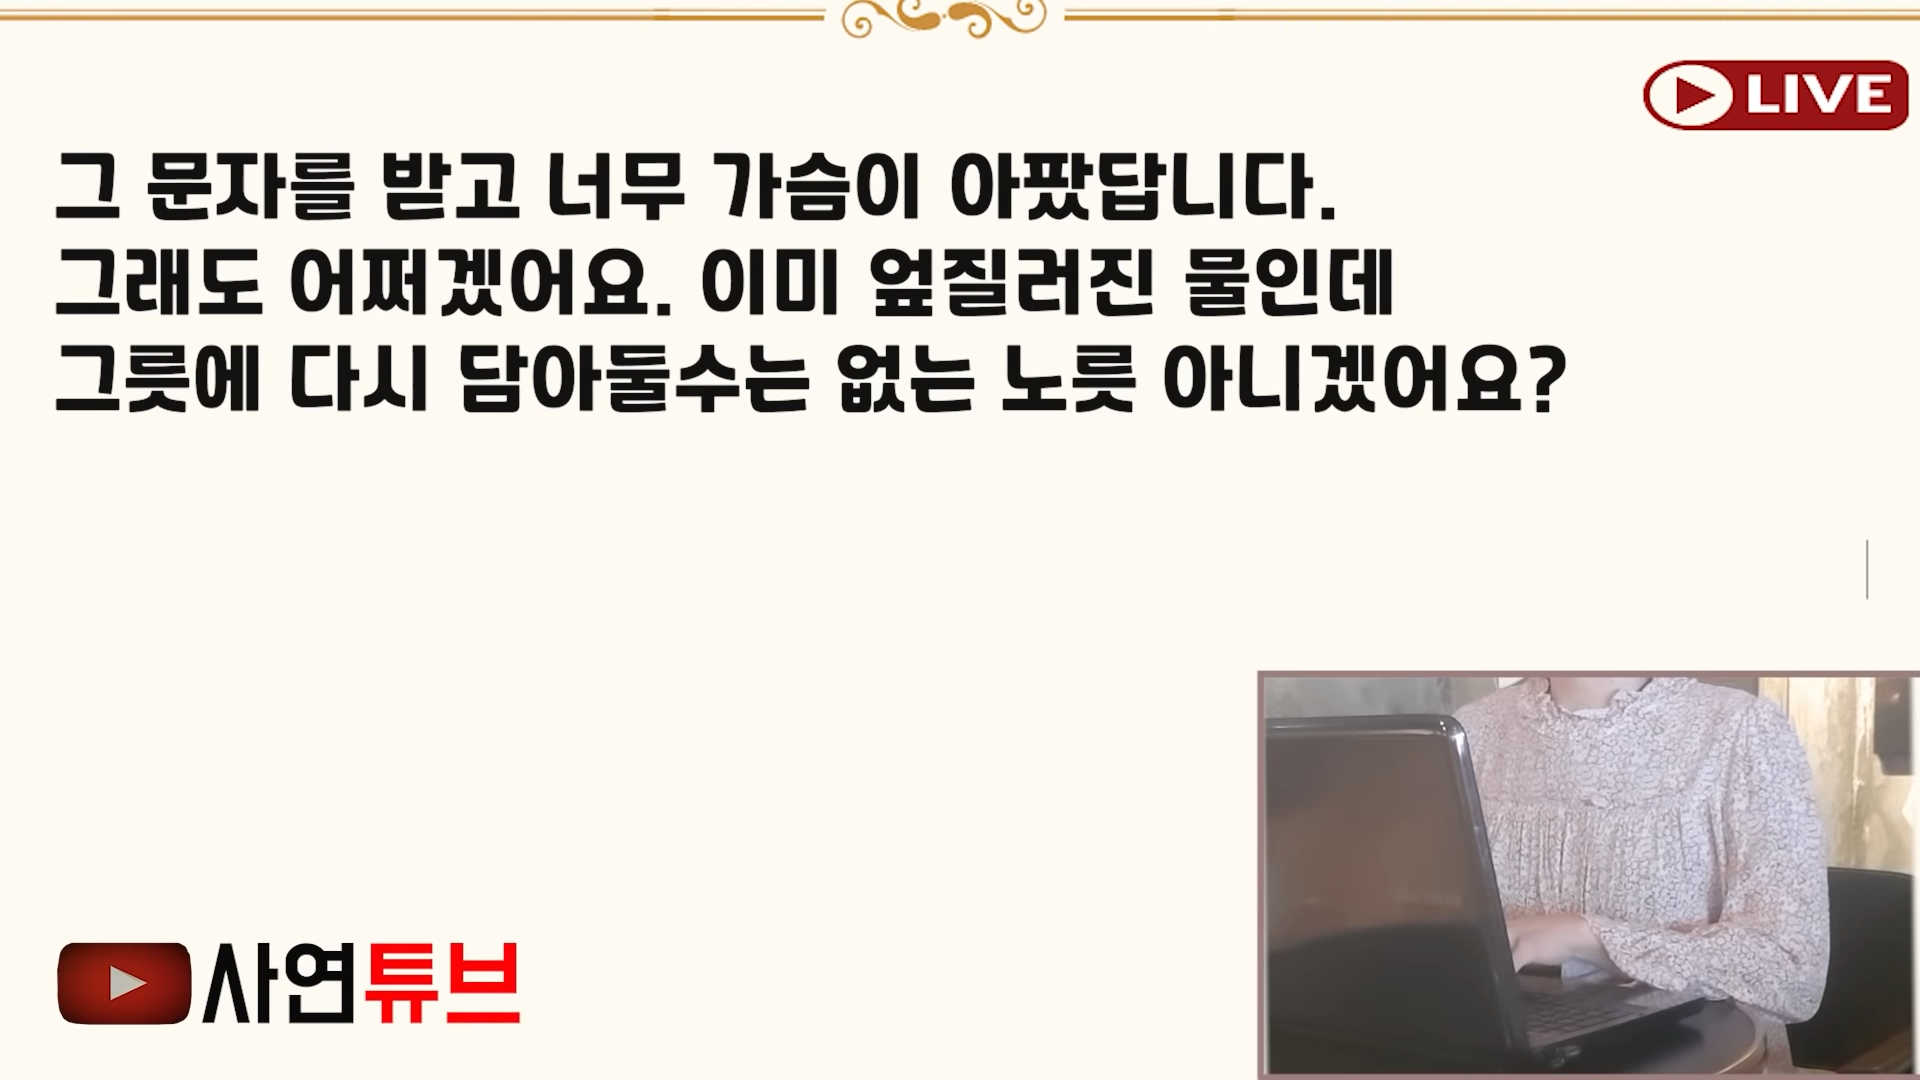 LIVE
그 문자를 받고 너무 가슴이 아팠답니다.
그래도 어쩌겠어요. 이미 엎질러진 물인데
그릇에 다시 담아둘수는 없는 노릇 아니겠어요?
사연튜브